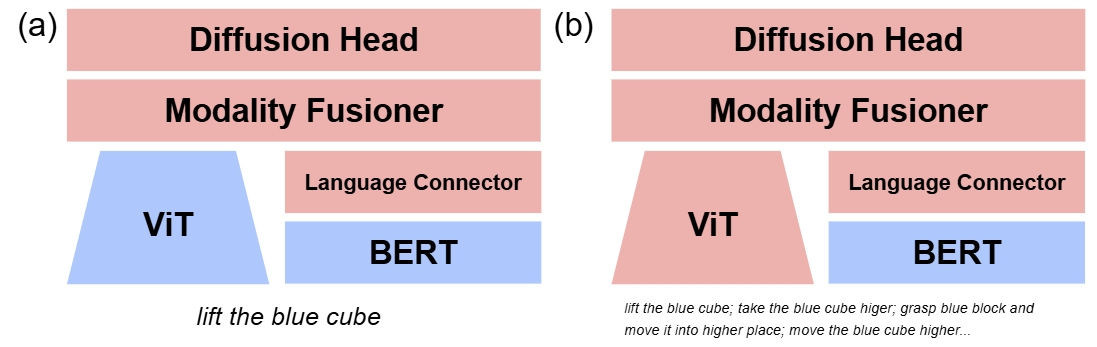 (a)
Diffusion Head
Modality Fusioner
ViT
Language Connector
BERT
lift the blue cube
(b)
Diffusion Head
Modality Fusioner
ViT
Language Connector
BERT
lift the blue cube; take the blue cube higer; grasp blue block and
move it into higher place; move the blue cube higher...